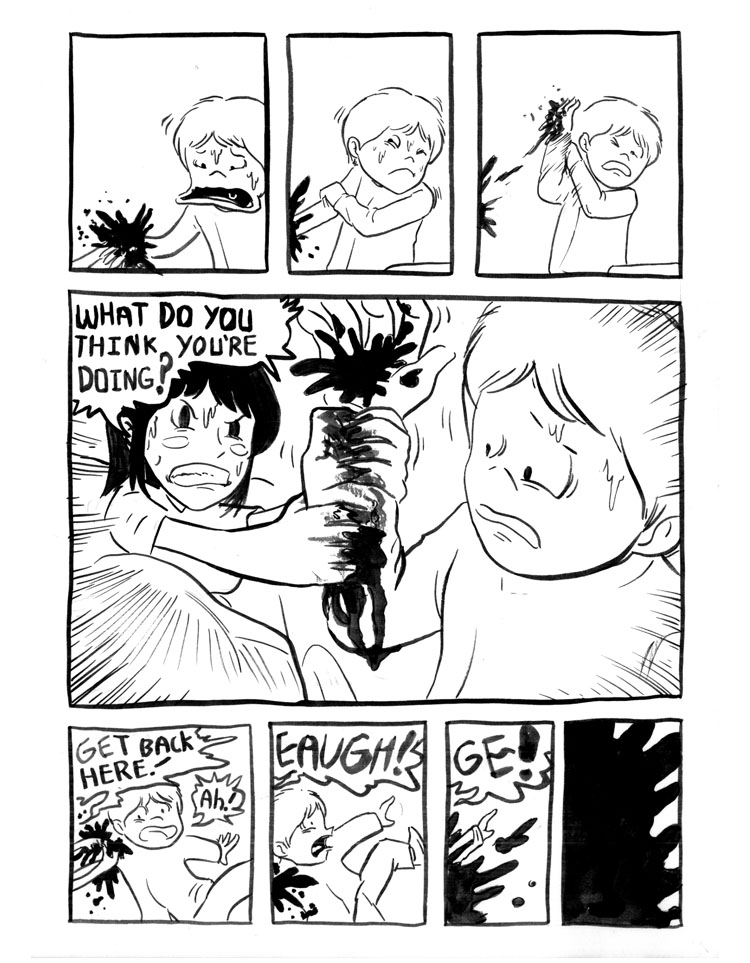 WHAT DO YOU
THINK YOU'RE
DOING?
GET BACK
HERE!
Ah!
EAUGH!
GE!